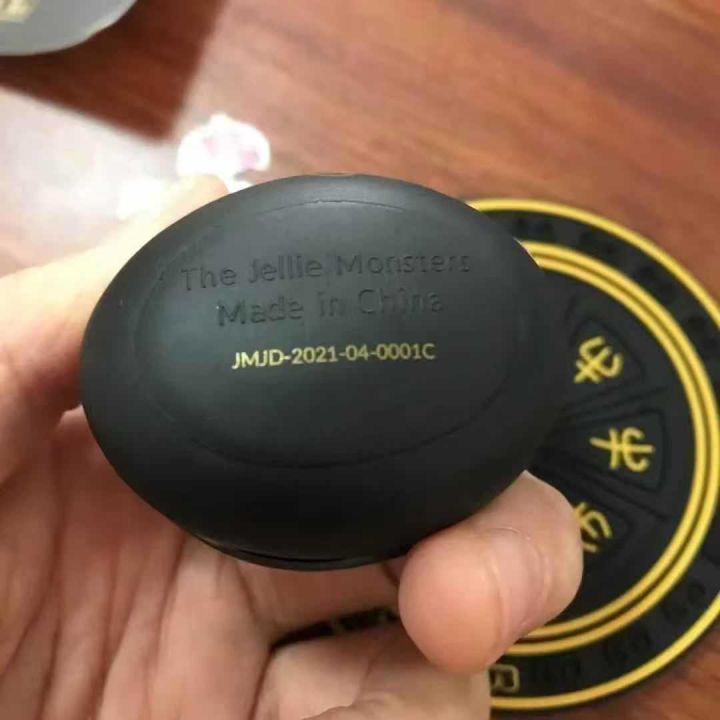 The Jellie Monsters
Made in China
JMJD-2021-04-0001C